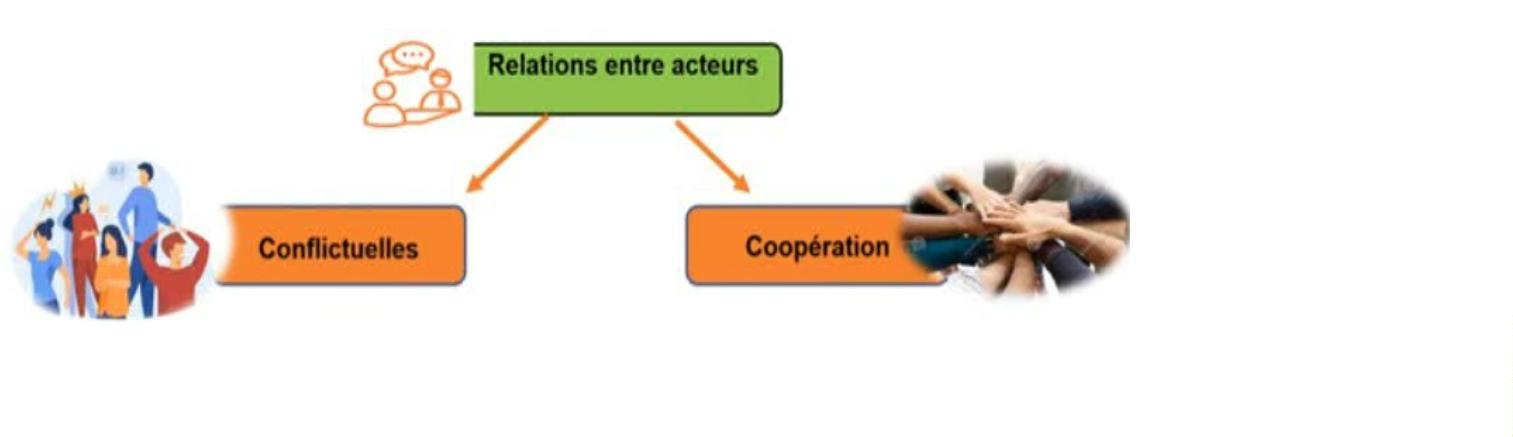 Relations entre acteurs
Conflictuelles
Coopération